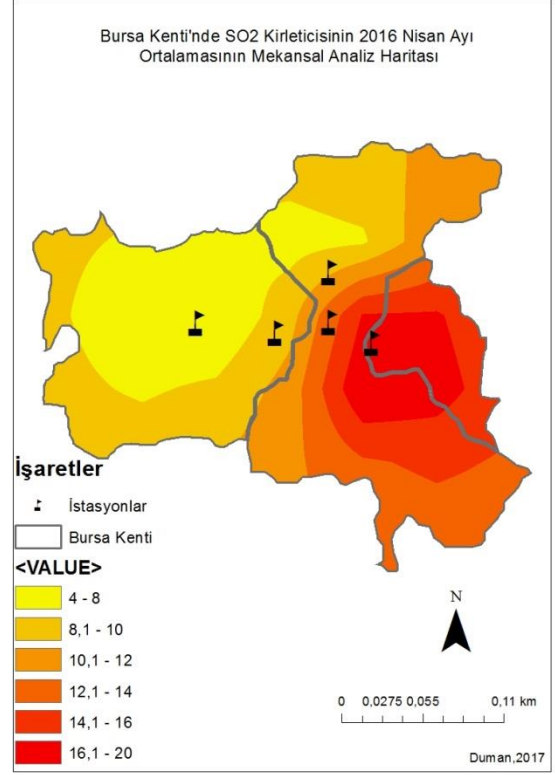 Bursa Kenti'nde SO2 Kirleticisinin 2016 Nisan Ayı
Ortalamasının Mekansal Analiz Haritası
İşaretler
İstasyonlar
Bursa Kenti
<VALUE>
4 - 8
8,1 - 10
10,1 - 12
12,1 - 14
14,1 - 16
16,1 - 20
N
0 0,0275 0,055 0,11 km
Duman,2017